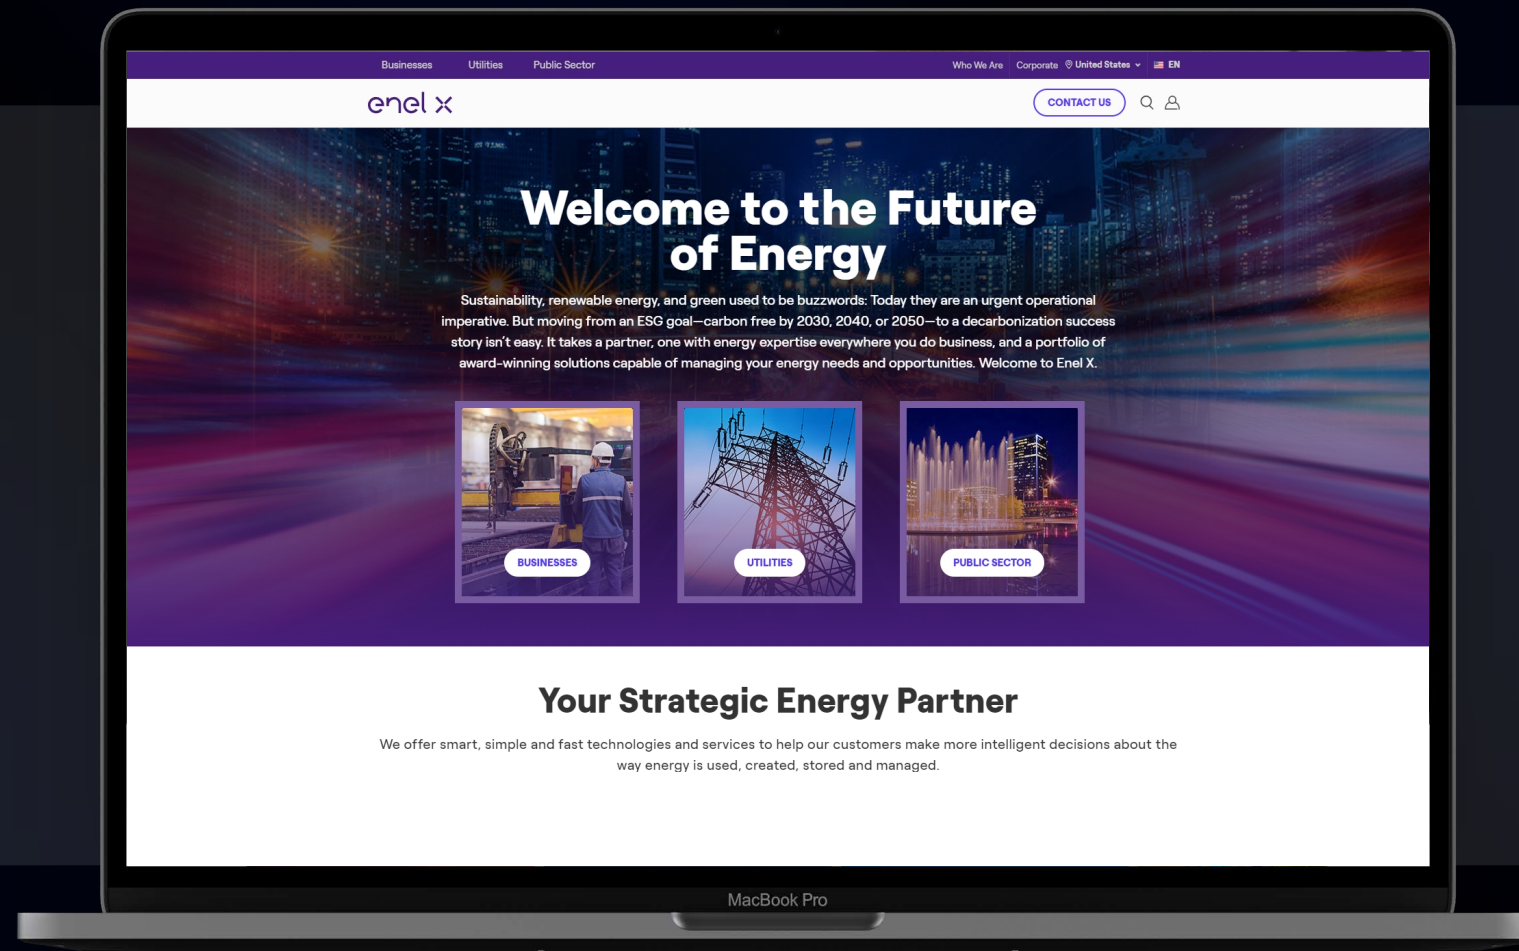 Businesses Utilities Public Sector Who We Are Corporate United States EN
enel x CONTACT US
Welcome to the Future
of Energy
Sustainability, renewable energy, and green used to be buzzwords: Today they are an urgent operational
imperative. But moving from an ESG goal—carbon free by 2030, 2040, or 2050—to a decarbonization success
story isn't easy. It takes a partner, one with energy expertise everywhere you do business, and a portfolio of
award-winning solutions capable of managing your energy needs and opportunities. Welcome to Enel X.
BUSINESSES UTILITIES PUBLIC SECTOR
Your Strategic Energy Partner
We offer smart, simple and fast technologies and services to help our customers make more intelligent decisions about the
way energy is used, created, stored and managed.
MacBook Pro